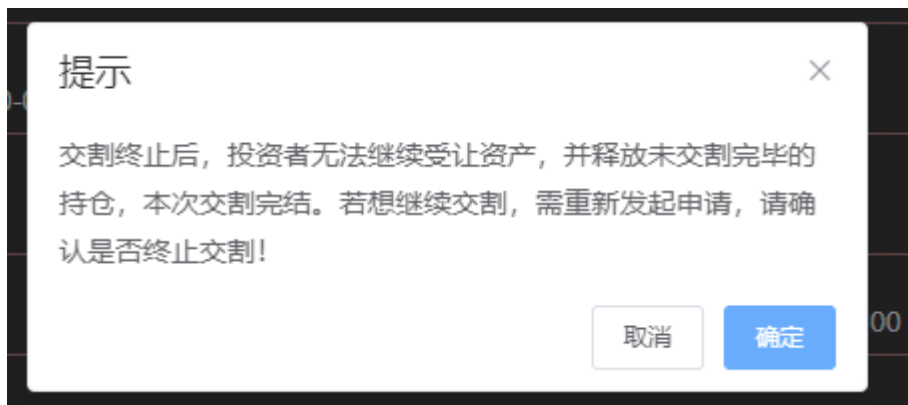 提示
交割终止后，投资者无法继续受让资产，并释放未交割完毕的
持仓，本次交割完结。若想继续交割，需重新发起申请，请确
认是否终止交割！
取消
确定
00